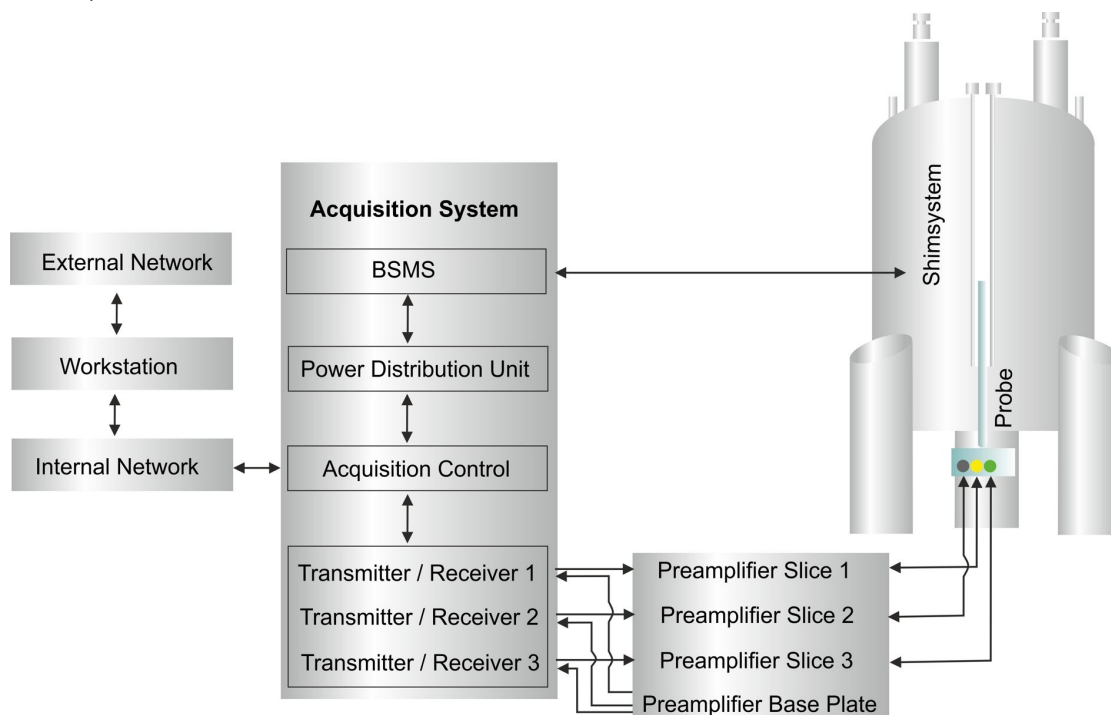 Acquisition System
External Network
Workstation
Internal Network
BSMS
Power Distribution Unit
Acquisition Control
Transmitter / Receiver 1
Transmitter / Receiver 2
Transmitter / Receiver 3
Preamplifier Slice 1
Preamplifier Slice 2
Preamplifier Slice 3
Preamplifier Base Plate
Shimsystem
Probe